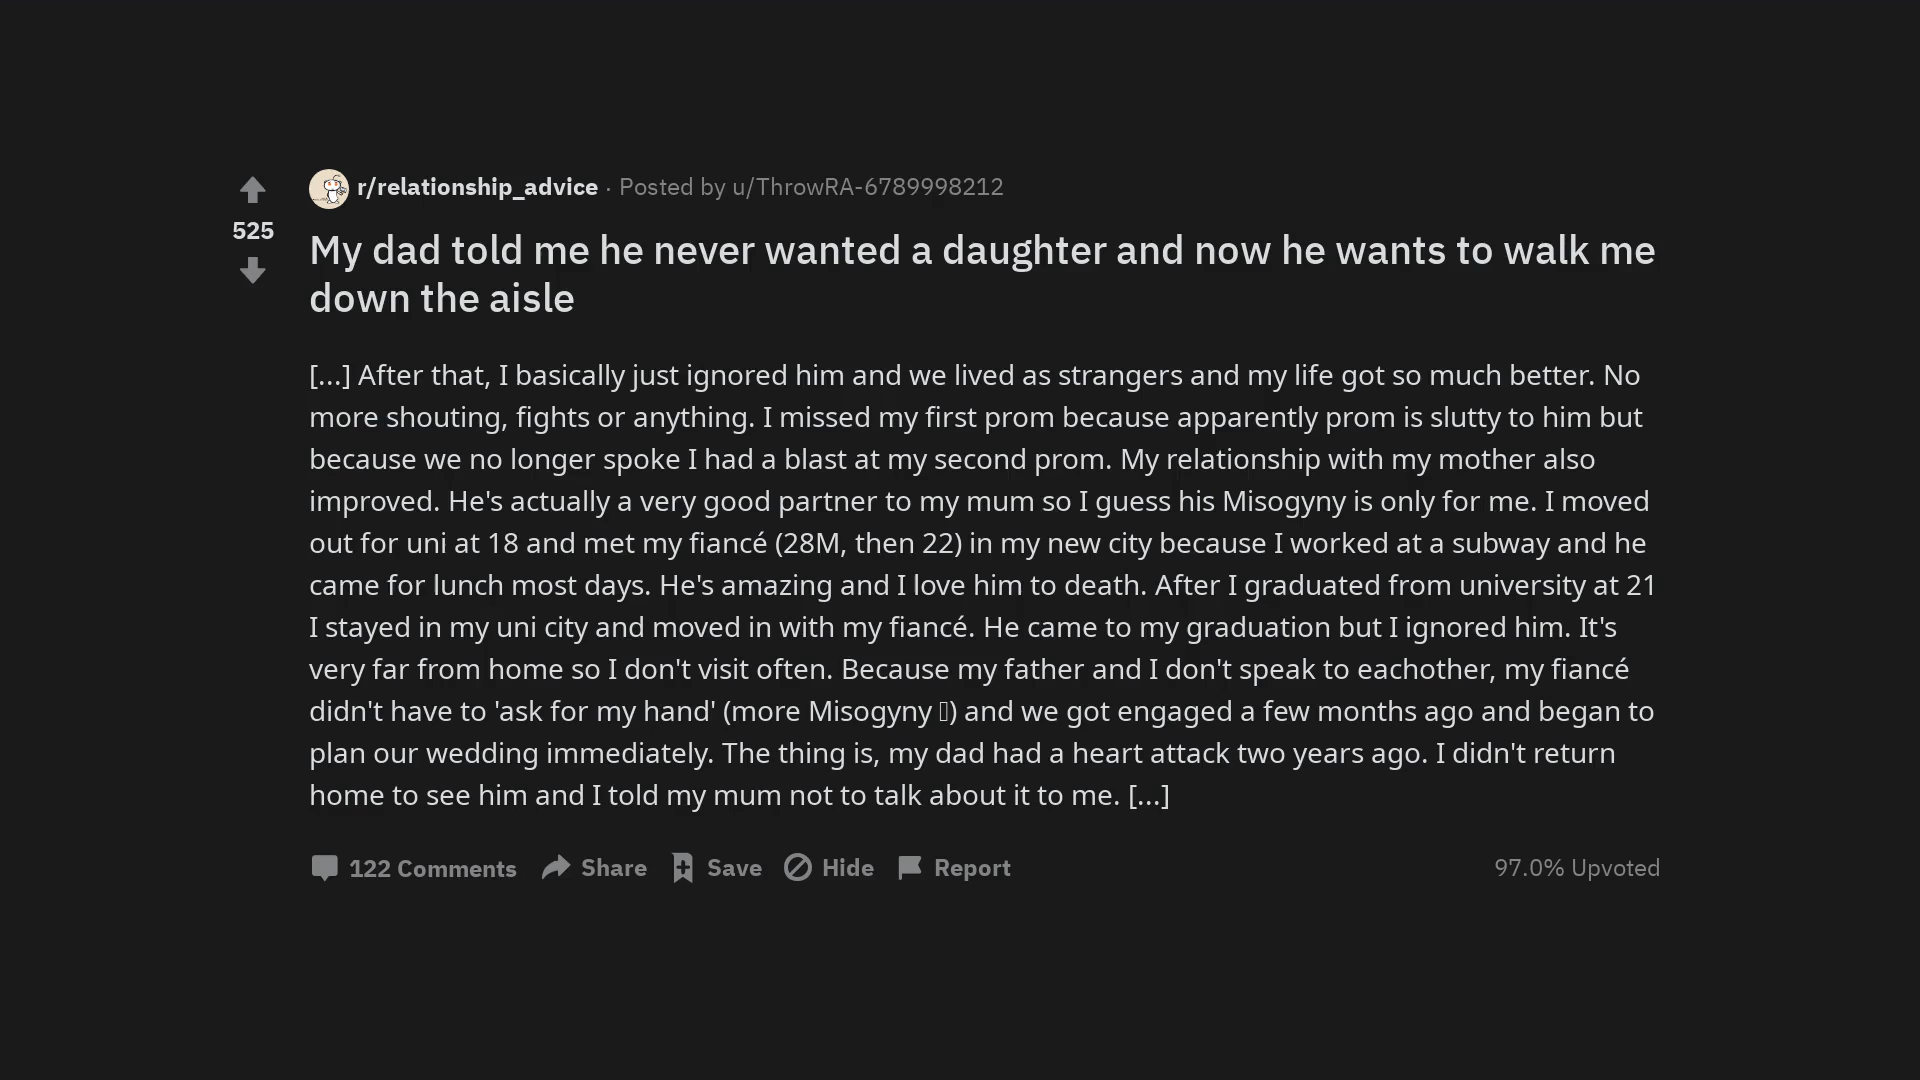 r/relationship_advice · Posted by u/ThrowRA-6789998212
525
My dad told me he never wanted a daughter and now he wants to walk me
down the aisle
[...] After that, I basically just ignored him and we lived as strangers and my life got so much better. No
more shouting, fights or anything. I missed my first prom because apparently prom is slutty to him but
because we no longer spoke I had a blast at my second prom. My relationship with my mother also
improved. He's actually a very good partner to my mum so I guess his Misogyny is only for me. I moved
out for uni at 18 and met my fiancé (28M, then 22) in my new city because I worked at a subway and he
came for lunch most days. He's amazing and I love him to death. After I graduated from university at 21
I stayed in my uni city and moved in with my fiancé. He came to my graduation but I ignored him. It's
very far from home so I don't visit often. Because my father and I don't speak to eachother, my fiancé
didn't have to 'ask for my hand' (more Misogyny ▯) and we got engaged a few months ago and began to
plan our wedding immediately. The thing is, my dad had a heart attack two years ago. I didn't return
home to see him and I told my mum not to talk about it to me. [...]
122 Comments Share Save Hide Report 97.0% Upvoted